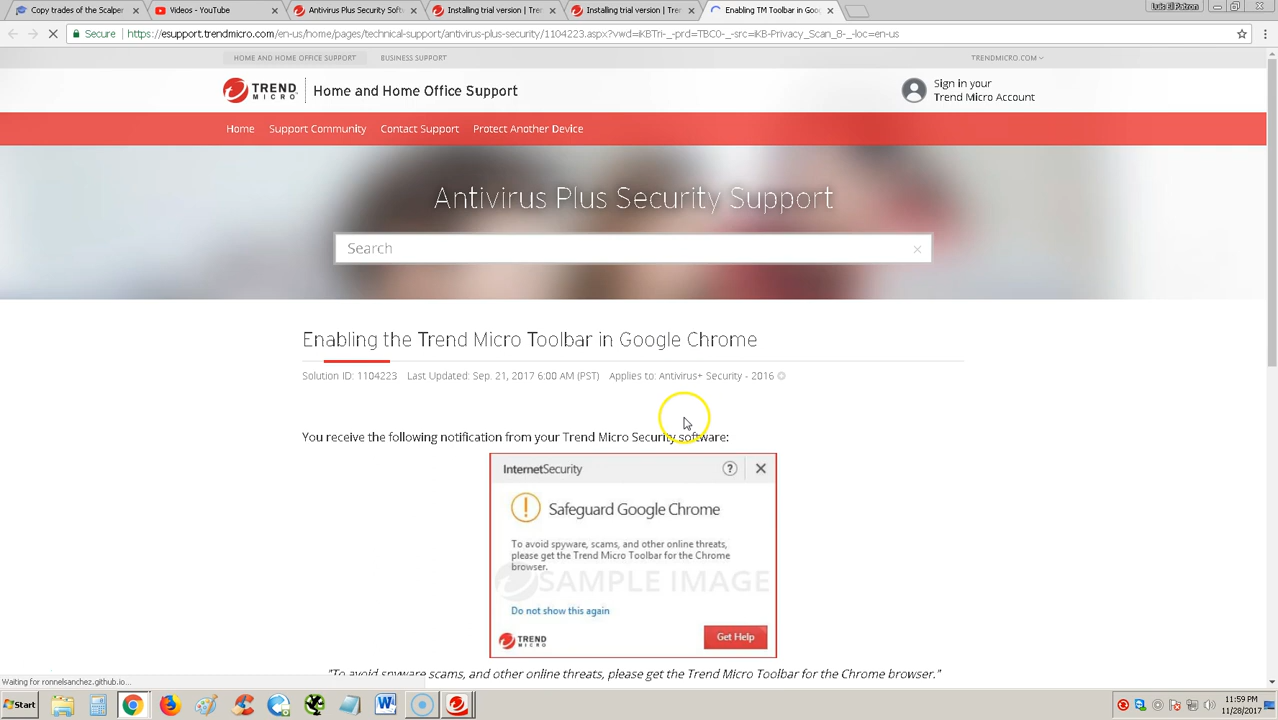 Copy trades of the Scalper
Videos - YouTube
Antivirus Plus Security Soft
Installing trial version | Tre
Installing trial version | Tre
Enabling TM Toolbar in Goo
Luis El Patron
Secure
https://esupport.trendmicro.com/en-us/home/pages/technical-support/antivirus-plus-security/1104223.aspx?vwd=iKBTri-_-prd=TBC0-_-src=iKB-Privacy_Scan_8-_-loc=en-us
HOME AND HOME OFFICE SUPPORT
BUSINESS SUPPORT
TRENDMICRO.COM
TREND MICRO
Home and Home Office Support
Sign in your
Trend Micro Account
Home
Support Community
Contact Support
Protect Another Device
Antivirus Plus Security Support
Search
Enabling the Trend Micro Toolbar in Google Chrome
Solution ID: 1104223 Last Updated: Sep. 21, 2017 6:00 AM (PST) Applies to: Antivirus+ Security - 2016
You receive the following notification from your Trend Micro Security software:
InternetSecurity
Safeguard Google Chrome
To avoid spyware, scams, and other online threats,
please get the Trend Micro Toolbar for the Chrome
browser.
SAMPLE IMAGE
Do not show this again
TREND MICRO
Get Help
"To avoid spyware scams, and other online threats, please get the Trend Micro Toolbar for the Chrome browser."
Waiting for ronnelsanchez.github.io...
Start
11:59 PM
11/28/2017